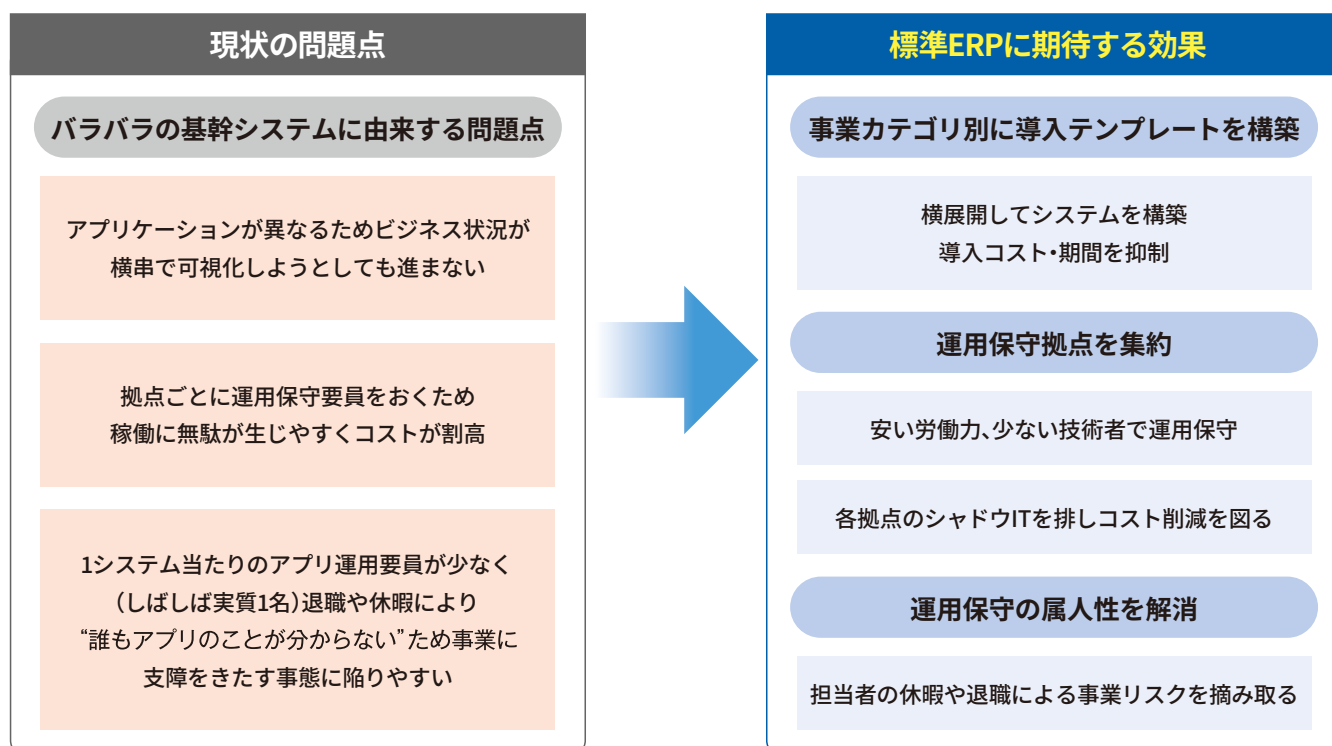 現状の問題点
バラバラの基幹システムに由来する問題点
アプリケーションが異なるためビジネス状況が
横串で可視化しようとしても進まない
拠点ごとに運用保守要員をおくため
稼働に無駄が生じやすくコストが割高
1システム当たりのアプリ運用要員が少なく
（しばしば実質1名）退職や休暇により
“誰もアプリのことが分からない”ため事業に
支障をきたす事態に陥りやすい
標準ERPに期待する効果
事業カテゴリ別に導入テンプレートを構築
横展開してシステムを構築
導入コスト・期間を抑制
運用保守拠点を集約
安い労働力、少ない技術者で運用保守
各拠点のシャドウITを排しコスト削減を図る
運用保守の属人性を解消
担当者の休暇や退職による事業リスクを摘み取る